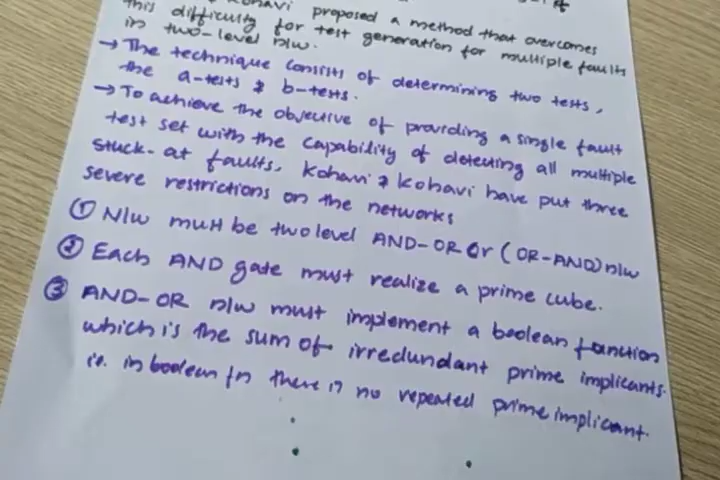 Kohavi proposed a method that overcomes
this difficulty for test generation for multiple faults
in two-level n/w.
→ The technique consists of determining two tests,
the a-tests & b-tests.
→ To achieve the objective of providing a single fault
test set with the capability of detecting all multiple
stuck-at faults, Kohavi & Kohavi have put three
severe restrictions on the networks
① N/w must be two level AND-OR or (OR-AND) n/w
② Each AND gate must realize a prime cube.
③ AND-OR n/w must implement a boolean function
which is the sum of irredundant prime implicants.
i.e. in boolean fn there is no repeated prime implicant.